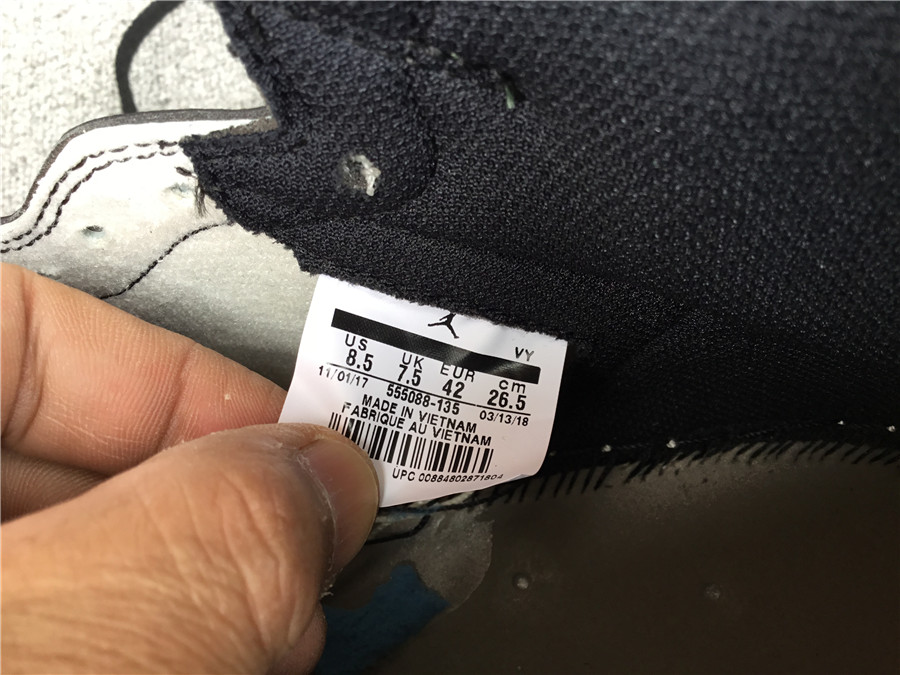 VY
US UK EUR cm
8.5 7.5 42 26.5
11/01/17 555088-135 03/13/18
MADE IN VIETNAM
FABRIQUE AU VIETNAM
UPC 00884802871804